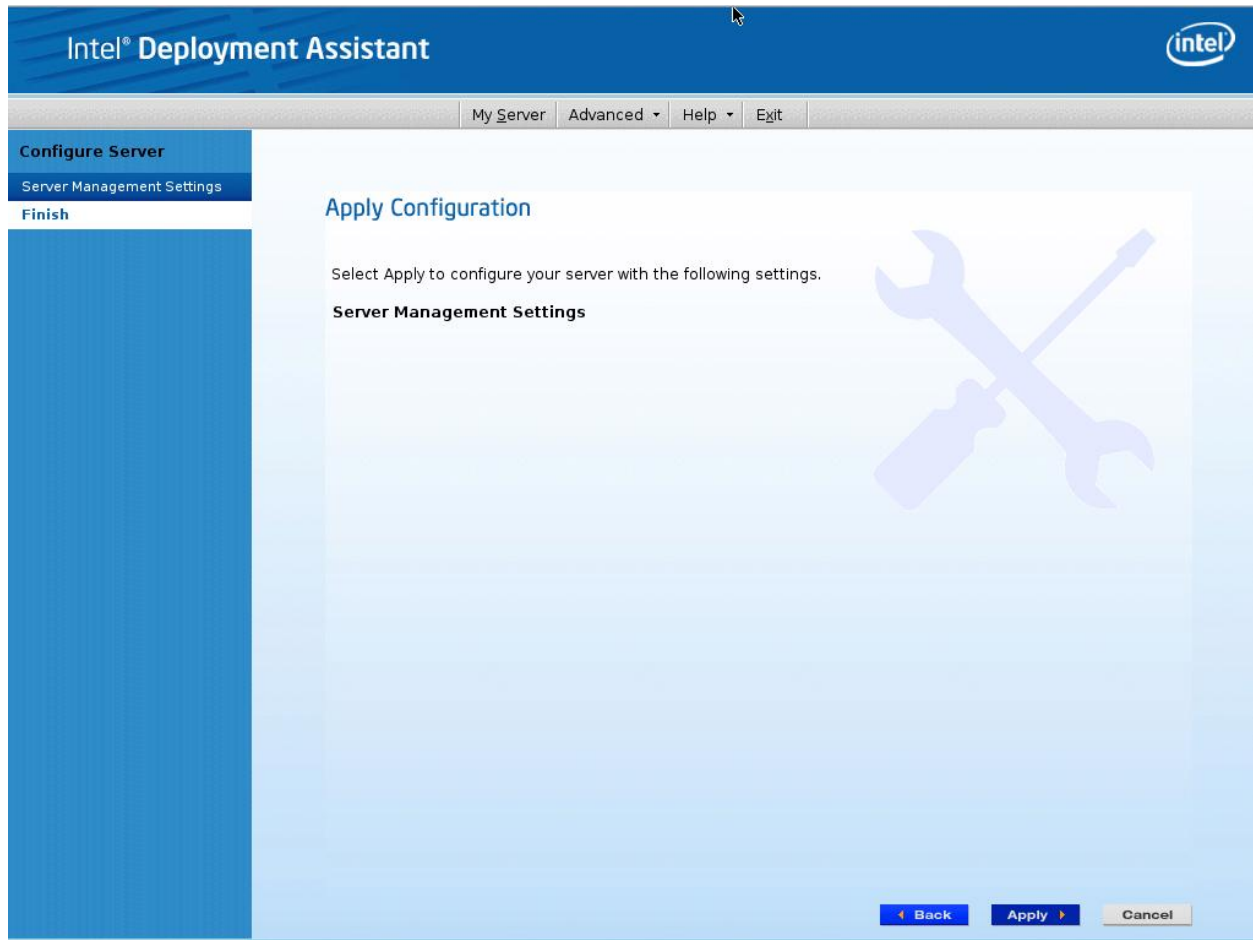 Intel® Deployment Assistant
intel
My Server Advanced Help Exit
Configure Server
Server Management Settings
Finish
Apply Configuration
Select Apply to configure your server with the following settings.
Server Management Settings
Back Apply Cancel